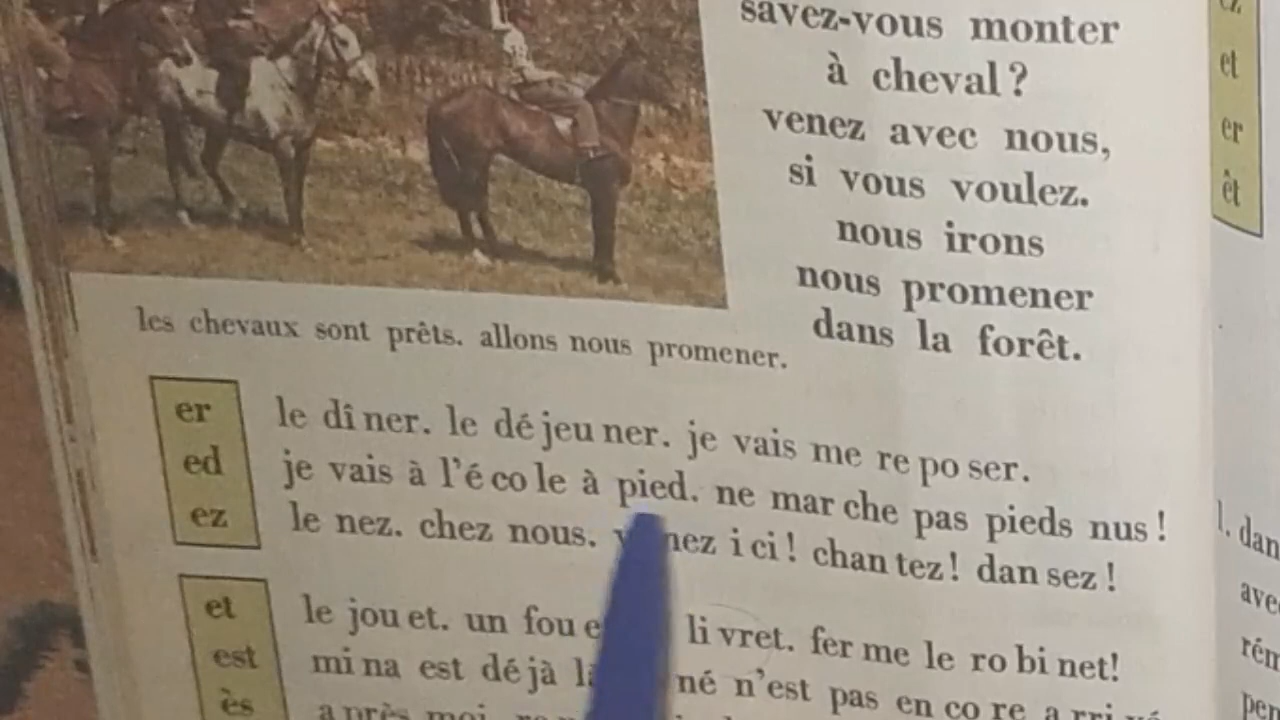 savez-vous monter
à cheval?
venez avec nous,
si vous voulez.
nous irons
nous promener
dans la forêt.
les chevaux sont prêts. allons nous promener.
er
ed
ez
le dî ner. le dé jeu ner. je vais me re po ser.
je vais à l'é co le à pied. ne mar che pas pieds nus!
le nez. chez nous. nez i ci! chan tez! dan sez!
et
est
ès
le jou et. un li vret. fer me le ro bi net!
mi na est dé jà né n'est pas en co re
a près moi.
et
er
êt
dan